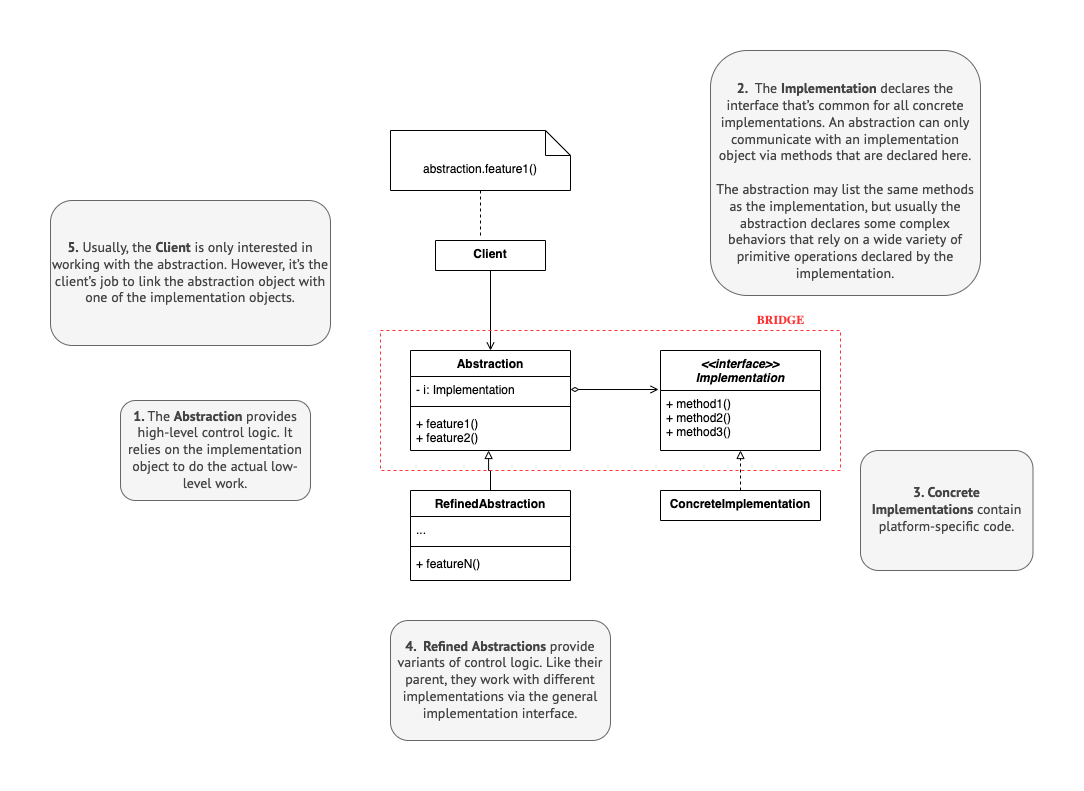 2.  The Implementation declares the
interface that's common for all concrete
implementations. An abstraction can only
communicate with an implementation
object via methods that are declared here.
The abstraction may list the same methods
as the implementation, but usually the
abstraction declares some complex
behaviors that rely on a wide variety of
primitive operations declared by the
implementation.
abstraction.feature1()
5. Usually, the Client is only interested in
working with the abstraction. However, it's the
client's job to link the abstraction object with
one of the implementation objects.
Client
BRIDGE
Abstraction
- i: Implementation
+ feature1()
+ feature2()
<<interface>>
Implementation
+ method1()
+ method2()
+ method3()
1. The Abstraction provides
high-level control logic. It
relies on the implementation
object to do the actual low-
level work.
RefinedAbstraction
...
+ featureN()
ConcreteImplementation
3. Concrete
Implementations contain
platform-specific code.
4.  Refined Abstractions provide
variants of control logic. Like their
parent, they work with different
implementations via the general
implementation interface.